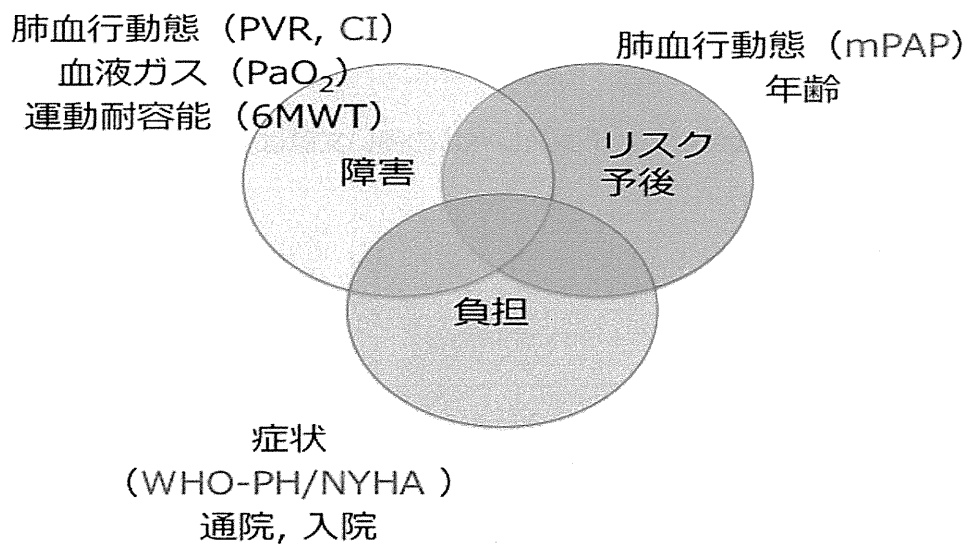 肺血行動態（PVR, CI）
血液ガス（PaO₂）
運動耐容能（6MWT）
障害
肺血行動態（mPAP）
年齢
リスク
予後
負担
症状
（WHO-PH/NYHA ）
通院, 入院